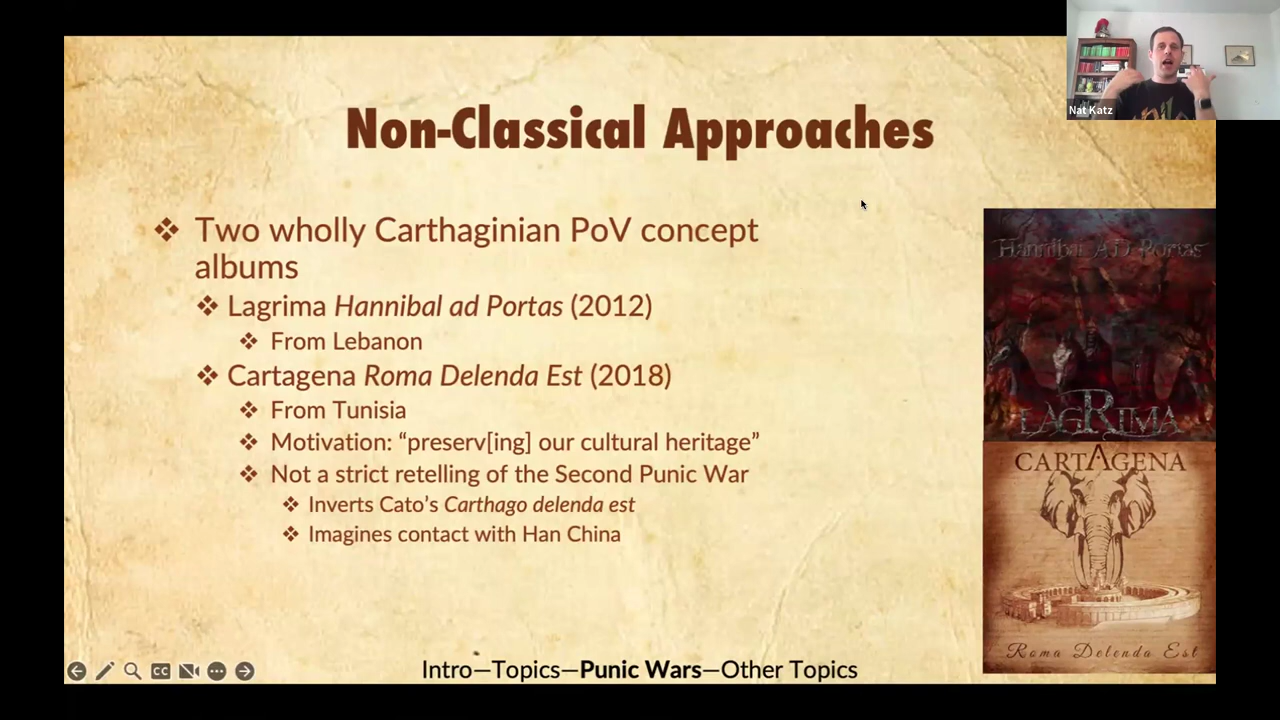 Nat Katz
Non-Classical Approaches
Two wholly Carthaginian PoV concept
albums
Lagrima Hannibal ad Portas (2012)
From Lebanon
Cartagena Roma Delenda Est (2018)
From Tunisia
Motivation: “preserv[ing] our cultural heritage”
Not a strict retelling of the Second Punic War
Inverts Cato’s Carthago delenda est
Imagines contact with Han China
Hannibal AD Portas
LAGRIMA
CARTAGENA
Roma Delenda Est
CC
Intro—Topics—Punic Wars—Other Topics